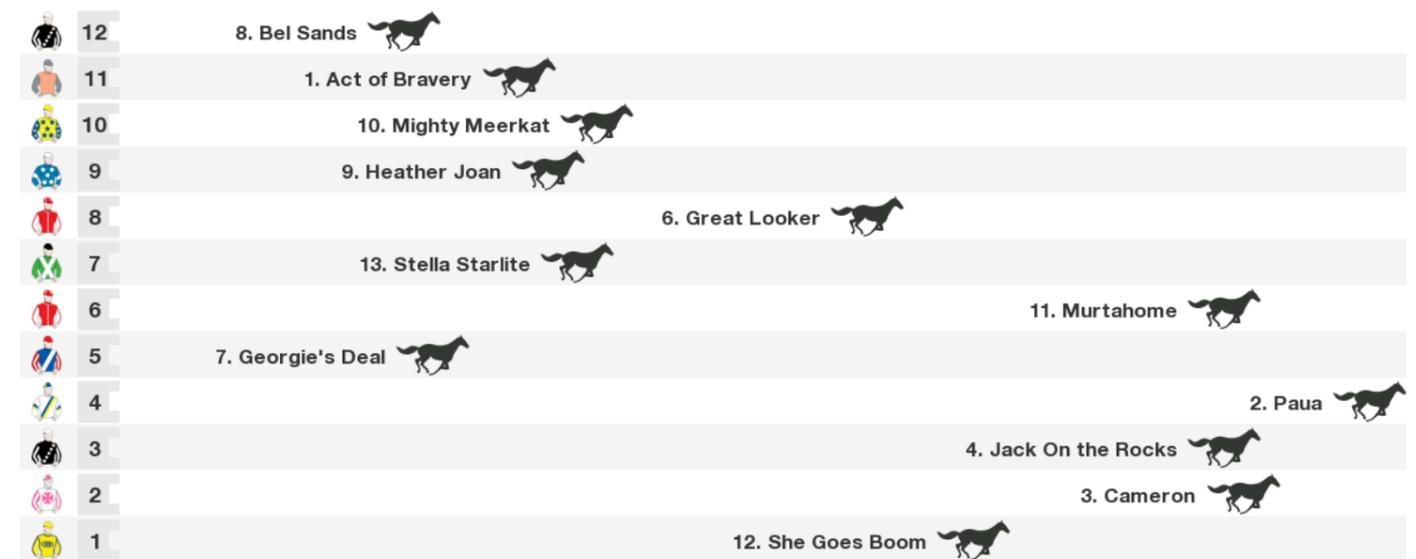 12 8. Bel Sands
11 1. Act of Bravery
10 10. Mighty Meerkat
9 9. Heather Joan
8 6. Great Looker
7 13. Stella Starlite
6 11. Murtahome
5 7. Georgie's Deal
4 2. Paua
3 4. Jack On the Rocks
2 3. Cameron
1 12. She Goes Boom